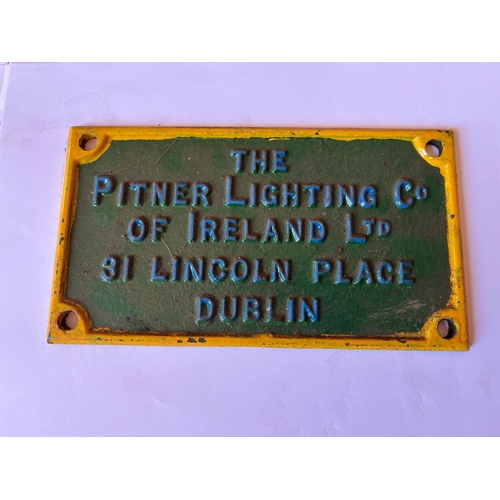 THE
PITNER LIGHTING CO
OF IRELAND LTD
31 LINCOLN PLACE
DUBLIN